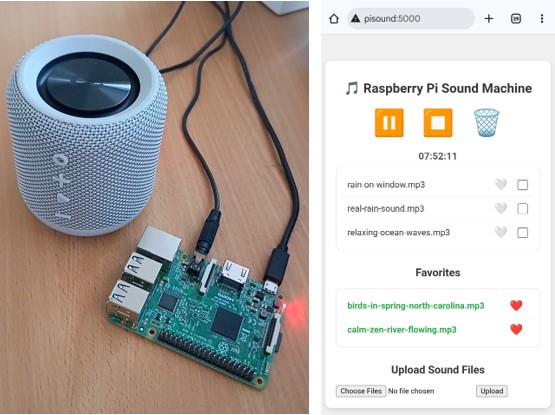 pisound:5000
29
🎵 Raspberry Pi Sound Machine
07:52:11
rain-on-window.mp3
real-rain-sound.mp3
relaxing-ocean-waves.mp3
Favorites
birds-in-spring-north-carolina.mp3
calm-zen-river-flowing.mp3
Upload Sound Files
Choose Files No file chosen Upload